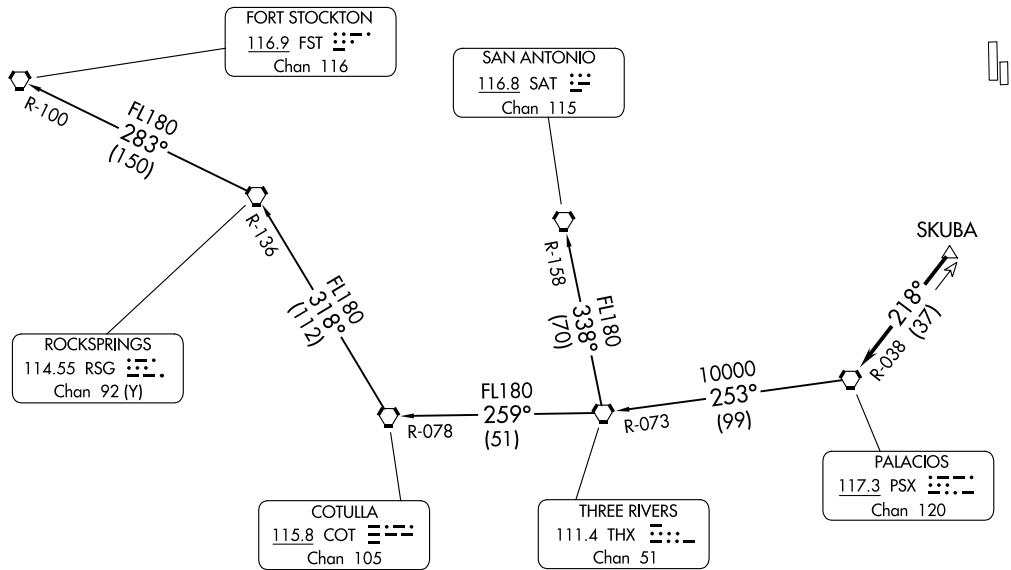 FORT STOCKTON
116.9 FST
Chan 116
SAN ANTONIO
116.8 SAT
Chan 115
R-100
FL180
283°
(150)
R-136
FL180
318°
(112)
ROCKSPRINGS
114.55 RSG
Chan 92 (Y)
R-158
FL180
338°
(70)
SKUBA
218°
(37)
R-038
10000
253°
(99)
R-073
FL180
259°
(51)
R-078
COTULLA
115.8 COT
Chan 105
THREE RIVERS
111.4 THX
Chan 51
PALACIOS
117.3 PSX
Chan 120